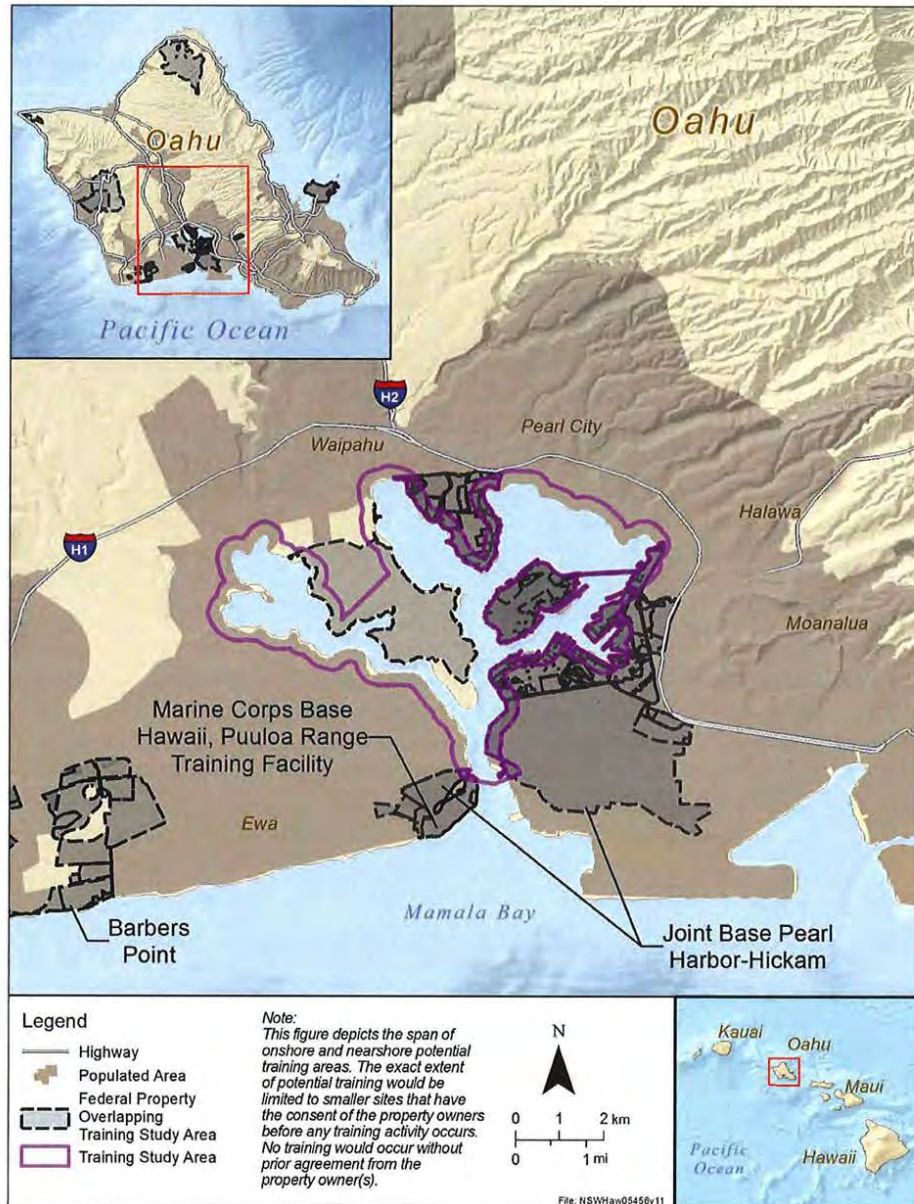 Oahu
Pacific Ocean
Oahu
H2
Waipahu
Pearl City
H1
Halawa
Moanalua
Marine Corps Base
Hawaii, Puuloa Range
Training Facility
Ewa
Mamala Bay
Barbers
Point
Joint Base Pearl
Harbor-Hickam
Legend
Highway
Populated Area
Federal Property
Overlapping
Training Study Area
Training Study Area
Note:
This figure depicts the span of
onshore and nearshore potential
training areas. The exact extent
of potential training would be
limited to smaller sites that have
the consent of the property owners
before any training activity occurs.
No training would occur without
prior agreement from the
property owner(s).
N
0 1 2 km
0 1 mi
File: NSWHaw05456v11
Kauai
Oahu
Maui
Pacific
Ocean
Hawaii